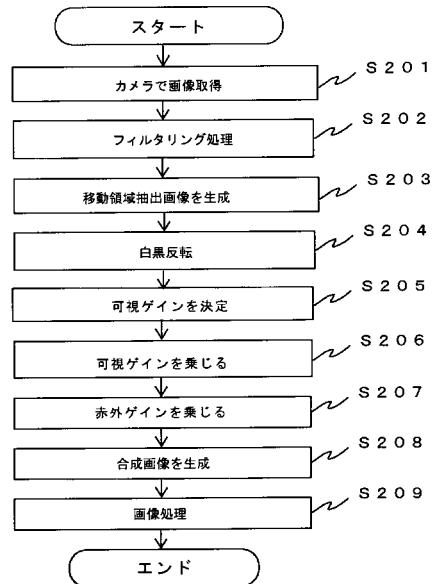 スタート
カメラで画像取得
S201
フィルタリング処理
S202
移動領域抽出画像を生成
S203
白黒反転
S204
可視ゲインを決定
S205
可視ゲインを乗じる
S206
赤外ゲインを乗じる
S207
合成画像を生成
S208
画像処理
S209
エンド